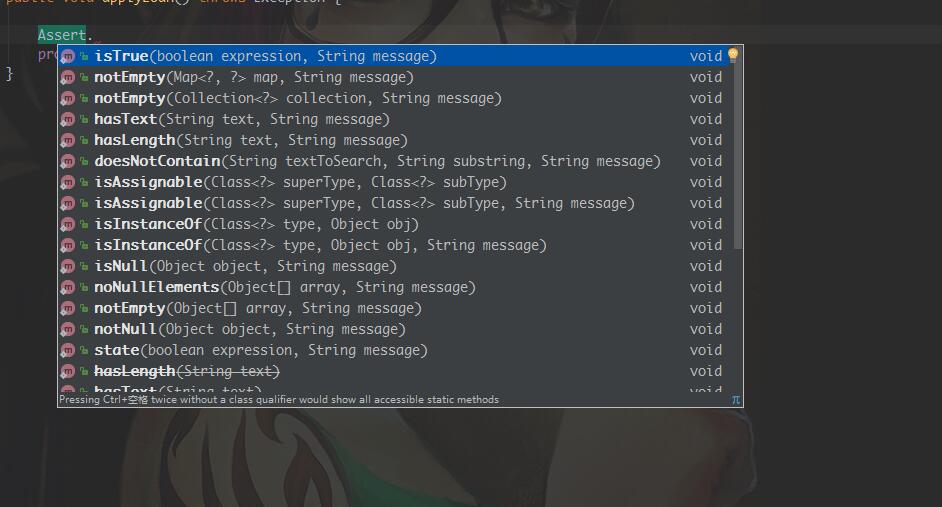 public void applyLoan() throws Exception {
Assert.
pro
}
isTrue(boolean expression, String message) void
notEmpty(Map<?, ?> map, String message) void
notEmpty(Collection<?> collection, String message) void
hasText(String text, String message) void
hasLength(String text, String message) void
doesNotContain(String textToSearch, String substring, String message) void
isAssignable(Class<?> superType, Class<?> subType) void
isAssignable(Class<?> superType, Class<?> subType, String message) void
isInstanceOf(Class<?> type, Object obj) void
isInstanceOf(Class<?> type, Object obj, String message) void
isNull(Object object, String message) void
noNullElements(Object[] array, String message) void
notEmpty(Object[] array, String message) void
notNull(Object object, String message) void
state(boolean expression, String message) void
hasLength(String text) void
hasText(String text) void
Pressing Ctrl+空格 twice without a class qualifier would show all accessible static methods π